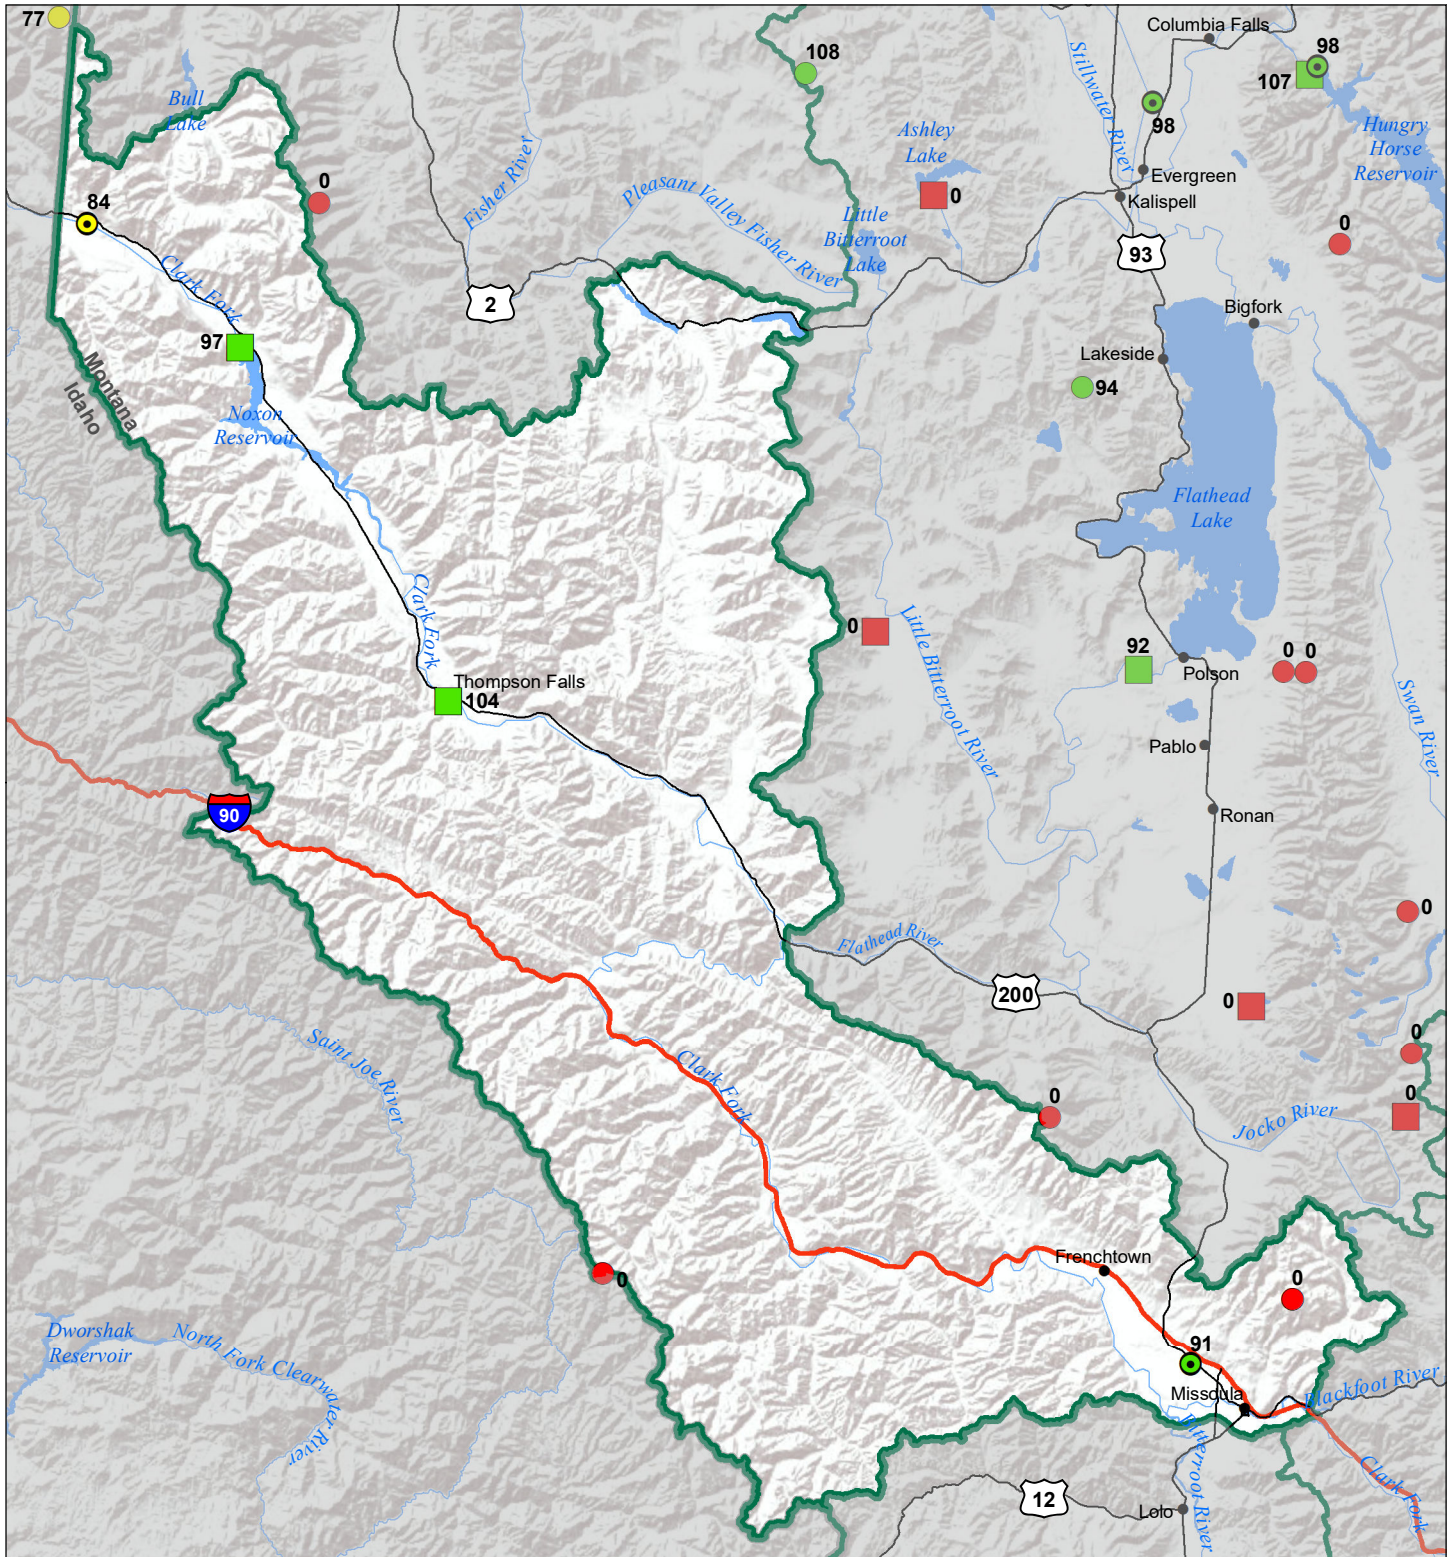 77
Columbia Falls
108
98
107
98
Stillwater River
Bull
Lake
Ashley
Lake
Hungry
Horse
Reservoir
Fisher River
Pleasant Valley Fisher River
Evergreen
0
0
Kalispell
84
Little
Bitterroot
Lake
0
93
Clark Fork
2
Bigfork
97
Lakeside
Montana
Idaho
94
Noxon
Reservoir
Flathead
Lake
Clark Fork
0
Little Bitterroot River
92
0 0
Polson
Thompson Falls
104
Swan River
Pablo
90
Ronan
0
Flathead River
200
0
Saint Joe River
Clark Fork
0
0
0
Jocko River
Frenchtown
0
0
Dworshak
Reservoir
North Fork Clearwater
River
91
Missoula
Blackfoot River
Bitterroot River
Clark Fork
12
Lolo